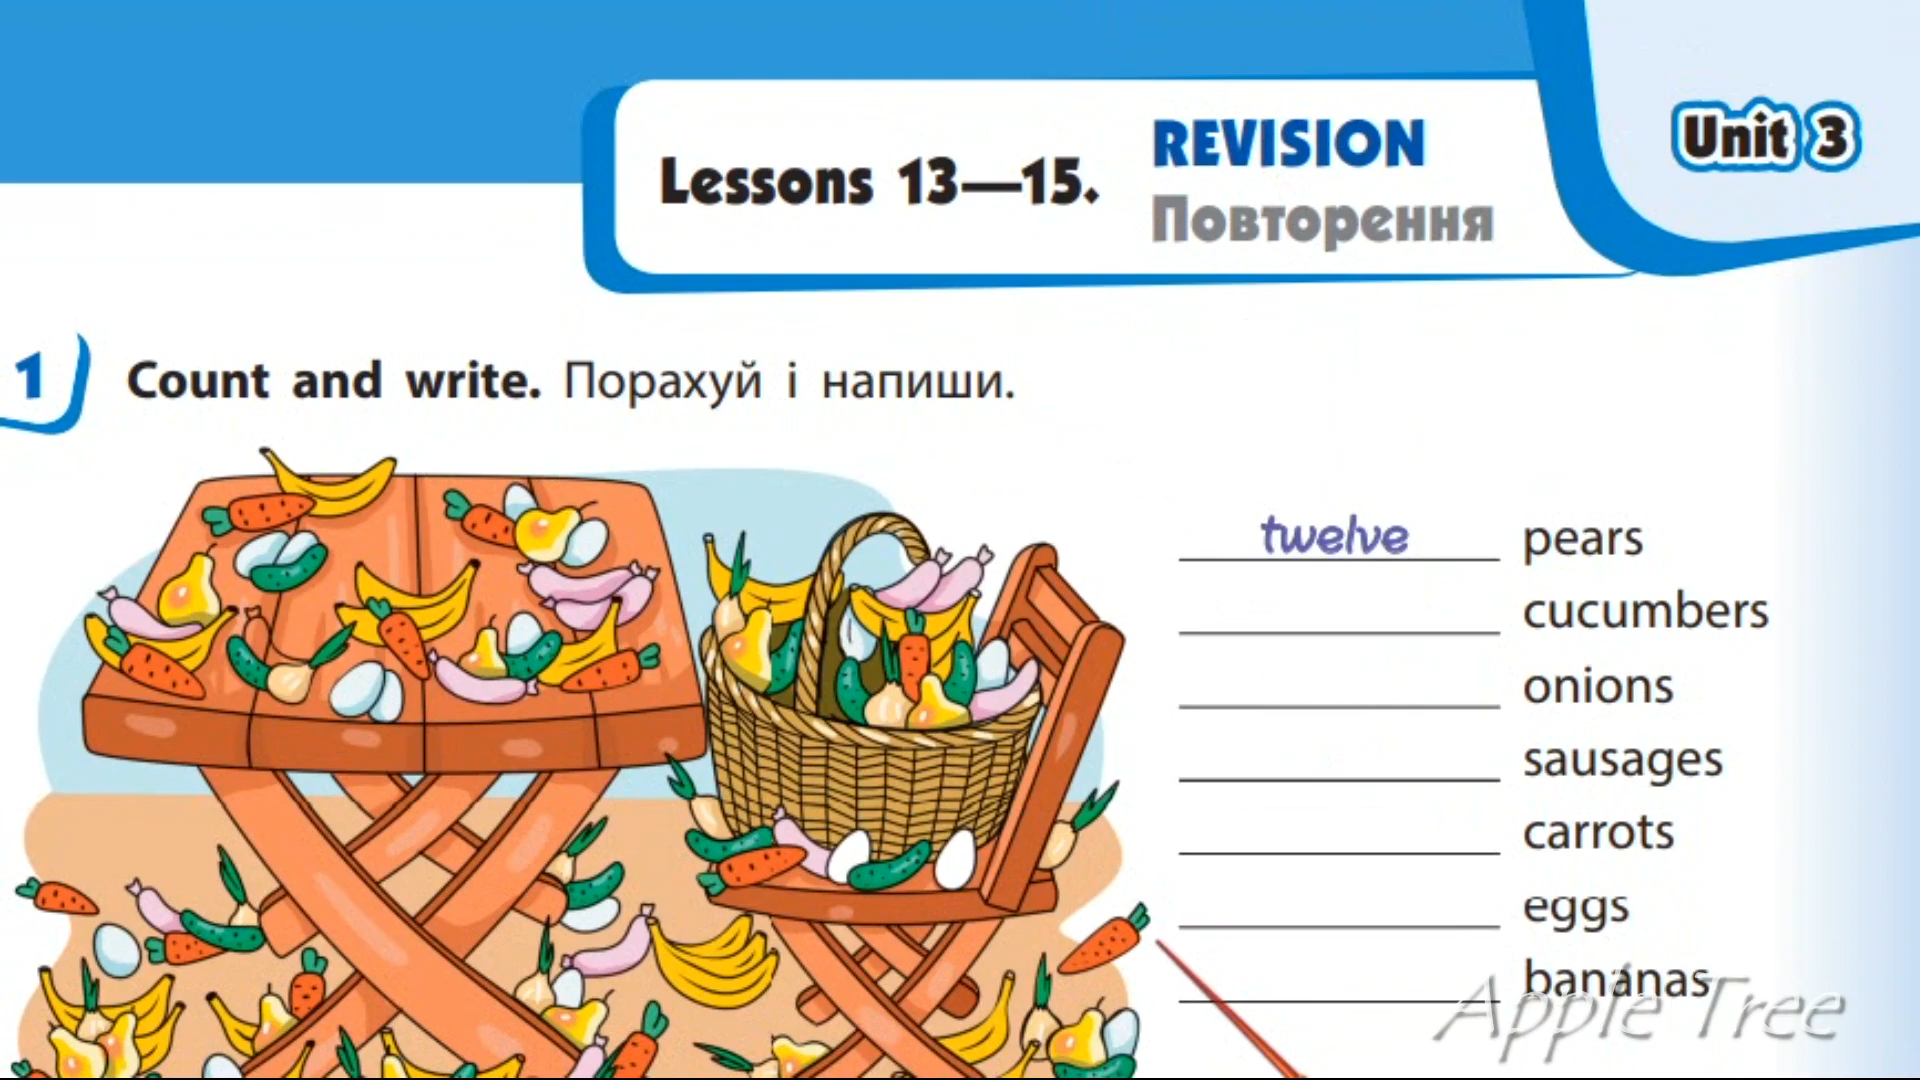 Unit 3
Lessons 13—15.
REVISION
Повторення
1
Count and write. Порахуй і напиши.
twelve pears
cucumbers
onions
sausages
carrots
eggs
bananas
Apple Tree